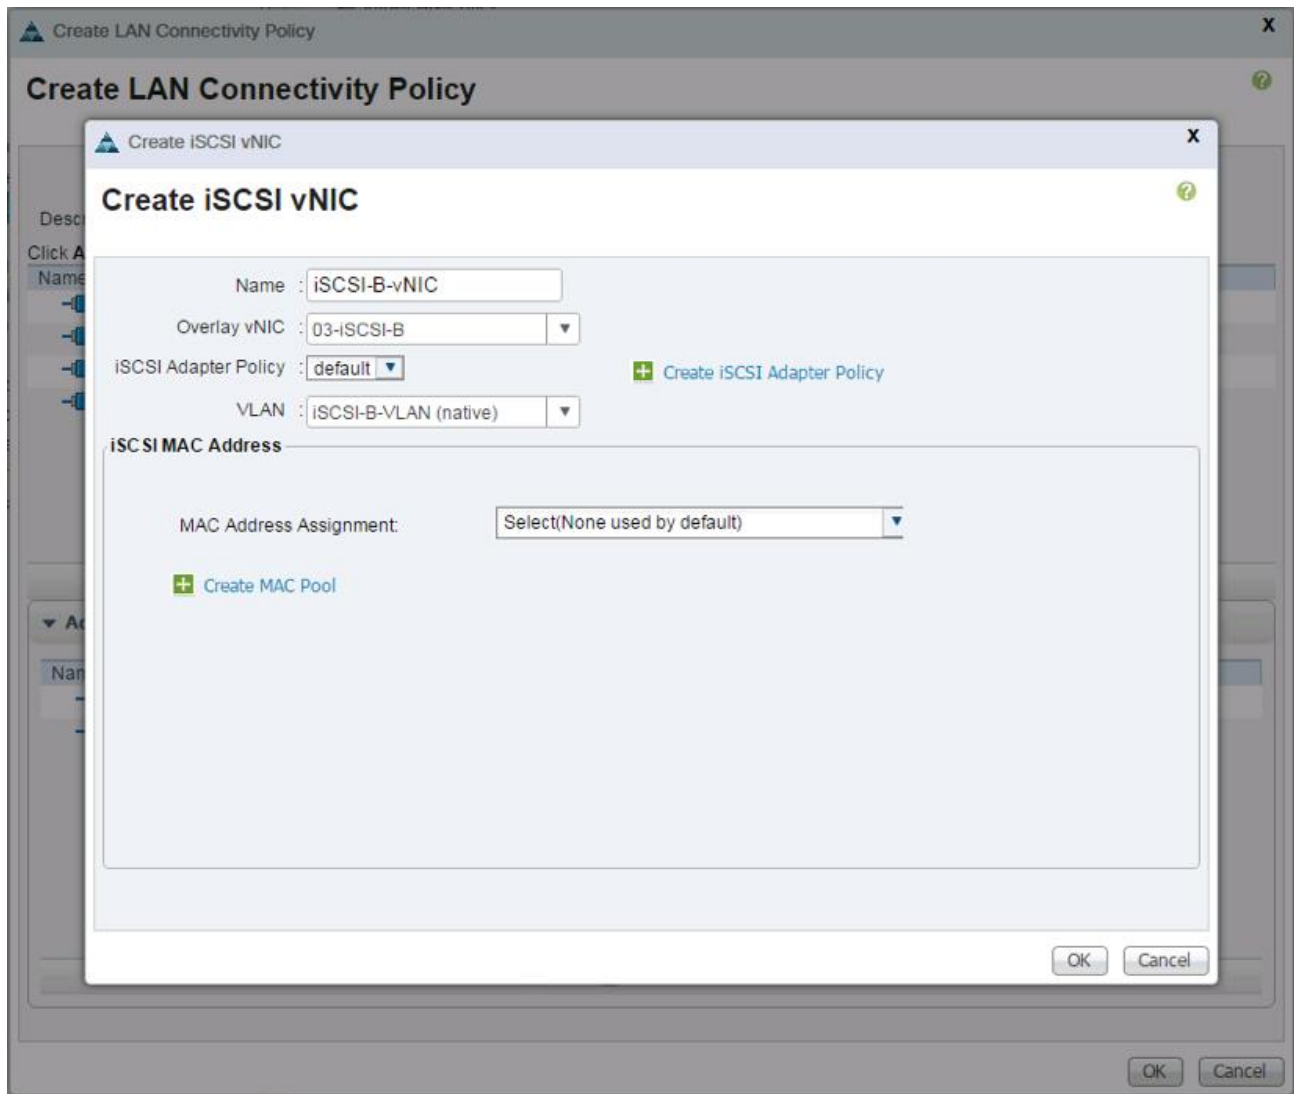 Create LAN Connectivity Policy
X
Create LAN Connectivity Policy
?
Create iSCSI vNIC
X
Create iSCSI vNIC
?
Click
Name
Name : iSCSI-B-vNIC
Overlay vNIC : 03-iSCSI-B
iSCSI Adapter Policy : default
Create iSCSI Adapter Policy
VLAN : iSCSI-B-VLAN (native)
iSCSI MAC Address
MAC Address Assignment: Select(None used by default)
Create MAC Pool
OK Cancel
OK Cancel